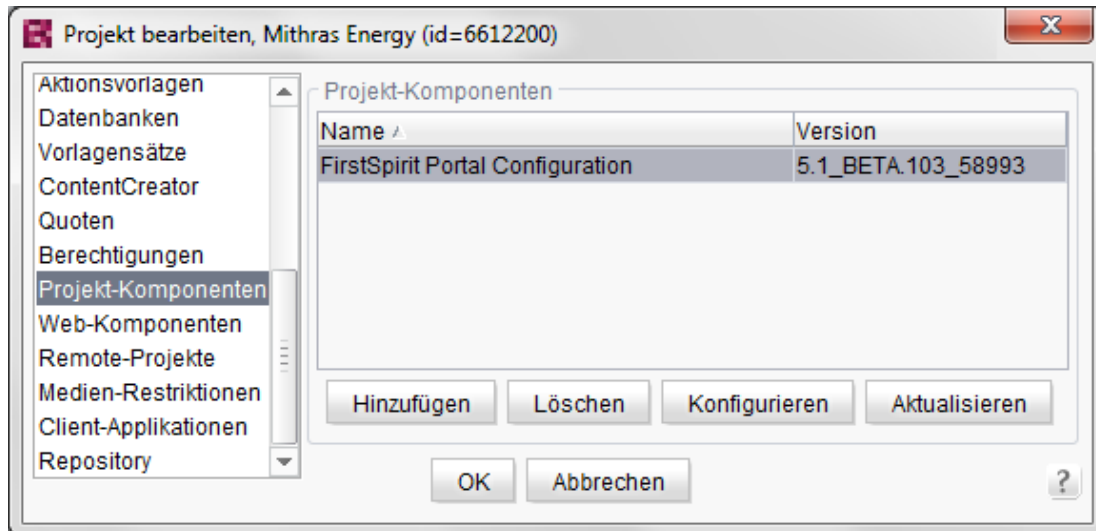 Projekt bearbeiten, Mithras Energy (id=6612200)
x
Aktionsvorlagen
Datenbanken
Vorlagensätze
ContentCreator
Quoten
Berechtigungen
Projekt-Komponenten
Web-Komponenten
Remote-Projekte
Medien-Restriktionen
Client-Applikationen
Repository
Projekt-Komponenten
Name Version
FirstSpirit Portal Configuration 5.1_BETA.103_58993
Hinzufügen Löschen Konfigurieren Aktualisieren
OK Abbrechen ?